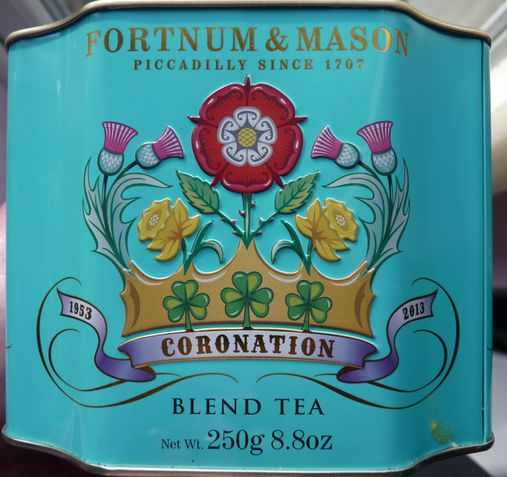 FORTNUM & MASON
PICCADILLY SINCE 1707
1953
2013
CORONATION
BLEND TEA
Net Wt. 250g 8.8oz